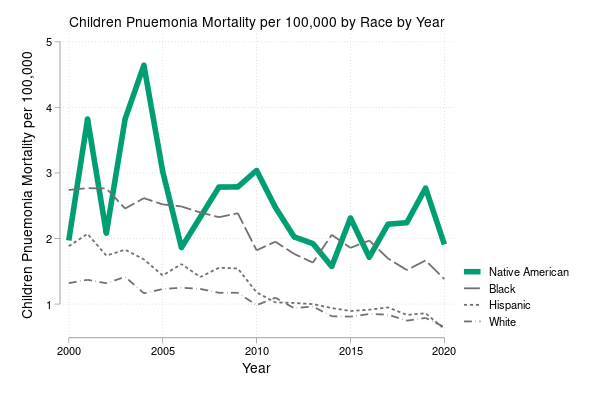 Children Pnuemonia Mortality per 100,000 by Race by Year
Children Pnuemonia Mortality per 100,000
5
4
3
2
1
2000
2005
2010
2015
2020
Year
Native American
Black
Hispanic
White